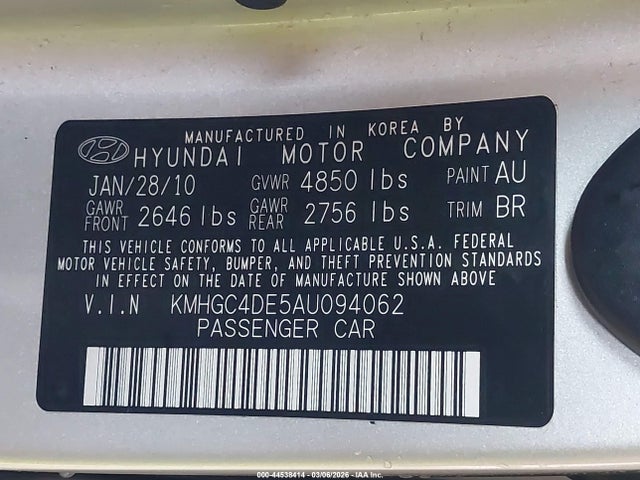 MANUFACTURED IN KOREA BY
HYUNDAI MOTOR COMPANY
JAN/28/10 GVWR 4850 lbs PAINT AU
GAWR FRONT 2646 lbs GAWR REAR 2756 lbs TRIM BR
THIS VEHICLE CONFORMS TO ALL APPLICABLE U.S.A. FEDERAL
MOTOR VEHICLE SAFETY, BUMPER, AND THEFT PREVENTION STANDARDS
IN EFFECT ON THE DATE OF MANUFACTURE SHOWN ABOVE
V.I.N KMHGC4DE5AU094062
PASSENGER CAR
000-44538414 - 03/06/2026 - IAA Inc.